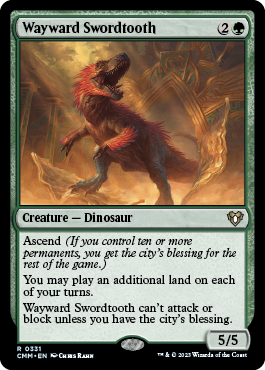 Wayward Swordtooth 2
Creature — Dinosaur
Ascend (If you control ten or more
permanents, you get the city's blessing for the
rest of the game.)
You may play an additional land on each
of your turns.
Wayward Swordtooth can't attack or
block unless you have the city's blessing.
5/5
R 0331
CMM • EN Chris Rahn
™ & © 2023 Wizards of the Coast